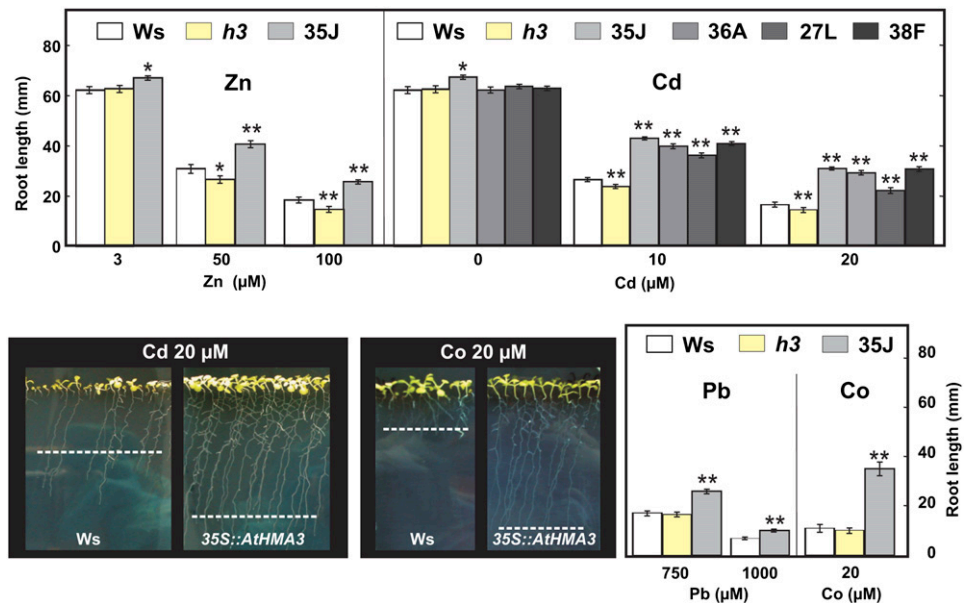 Ws h3 35J
Ws h3 35J 36A 27L 38F
Root length (mm)
80
60
40
20
0
Zn
Cd
*
*
**
**
**
*
**
**
**
**
**
**
**
**
**
**
3 50 100
0 10 20
Zn (µM)
Cd (µM)
Cd 20 µM
Ws
35S::AtHMA3
Co 20 µM
Ws
35S::AtHMA3
Ws h3 35J
Pb
Co
**
**
**
80
60
40
20
0
Root length (mm)
750 1000
20
Pb (µM)
Co (µM)